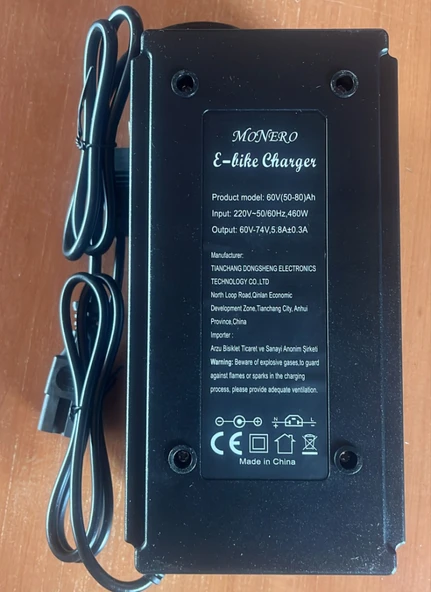 MONERO
E-bike Charger
Product model: 60V(50-80)Ah
Input: 220V~50/60Hz,460W
Output: 60V-74V,5.8A±0.3A
Manufacturer:
TIANCHANG DONGSHENG ELECTRONICS
TECHNOLOGY CO.,LTD
North Loop Road,Qinlan Economic
Development Zone,Tianchang City, Anhui
Province,China
Importer :
Arzu Bisiklet Ticaret ve Sanayi Anonim Şirketi
Warning: Beware of explosive gases,to guard
against flames or sparks in the charging
process, please provide adequate ventilation.
N L
CE
Made in China